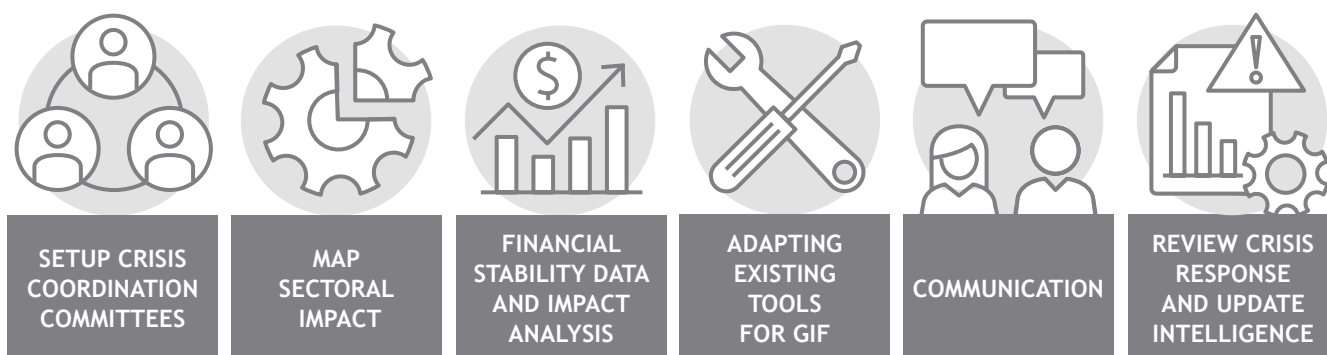 $
!
SETUP CRISIS
COORDINATION
COMMITTEES
MAP
SECTORAL
IMPACT
FINANCIAL
STABILITY DATA
AND IMPACT
ANALYSIS
ADAPTING
EXISTING
TOOLS
FOR GIF
COMMUNICATION
REVIEW CRISIS
RESPONSE
AND UPDATE
INTELLIGENCE